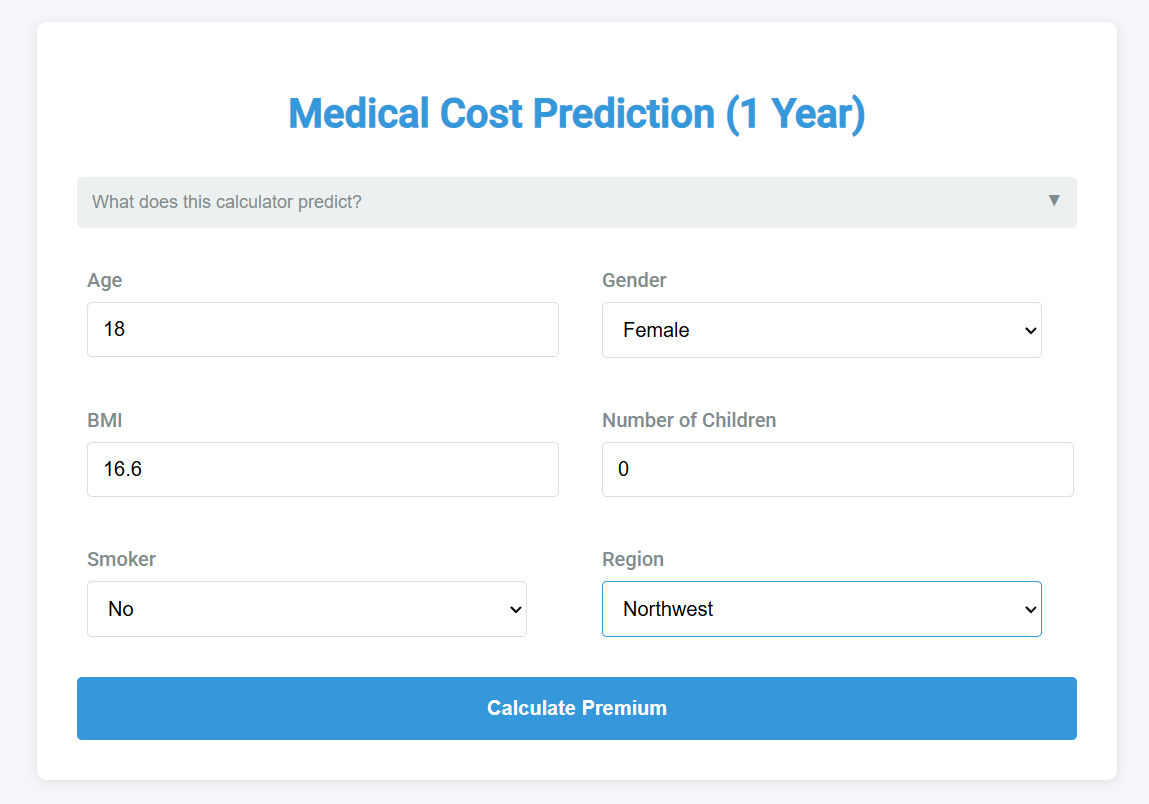 Medical Cost Prediction (1 Year)
What does this calculator predict? ▼
Age
18
Gender
Female
BMI
16.6
Number of Children
0
Smoker
No
Region
Northwest
Calculate Premium